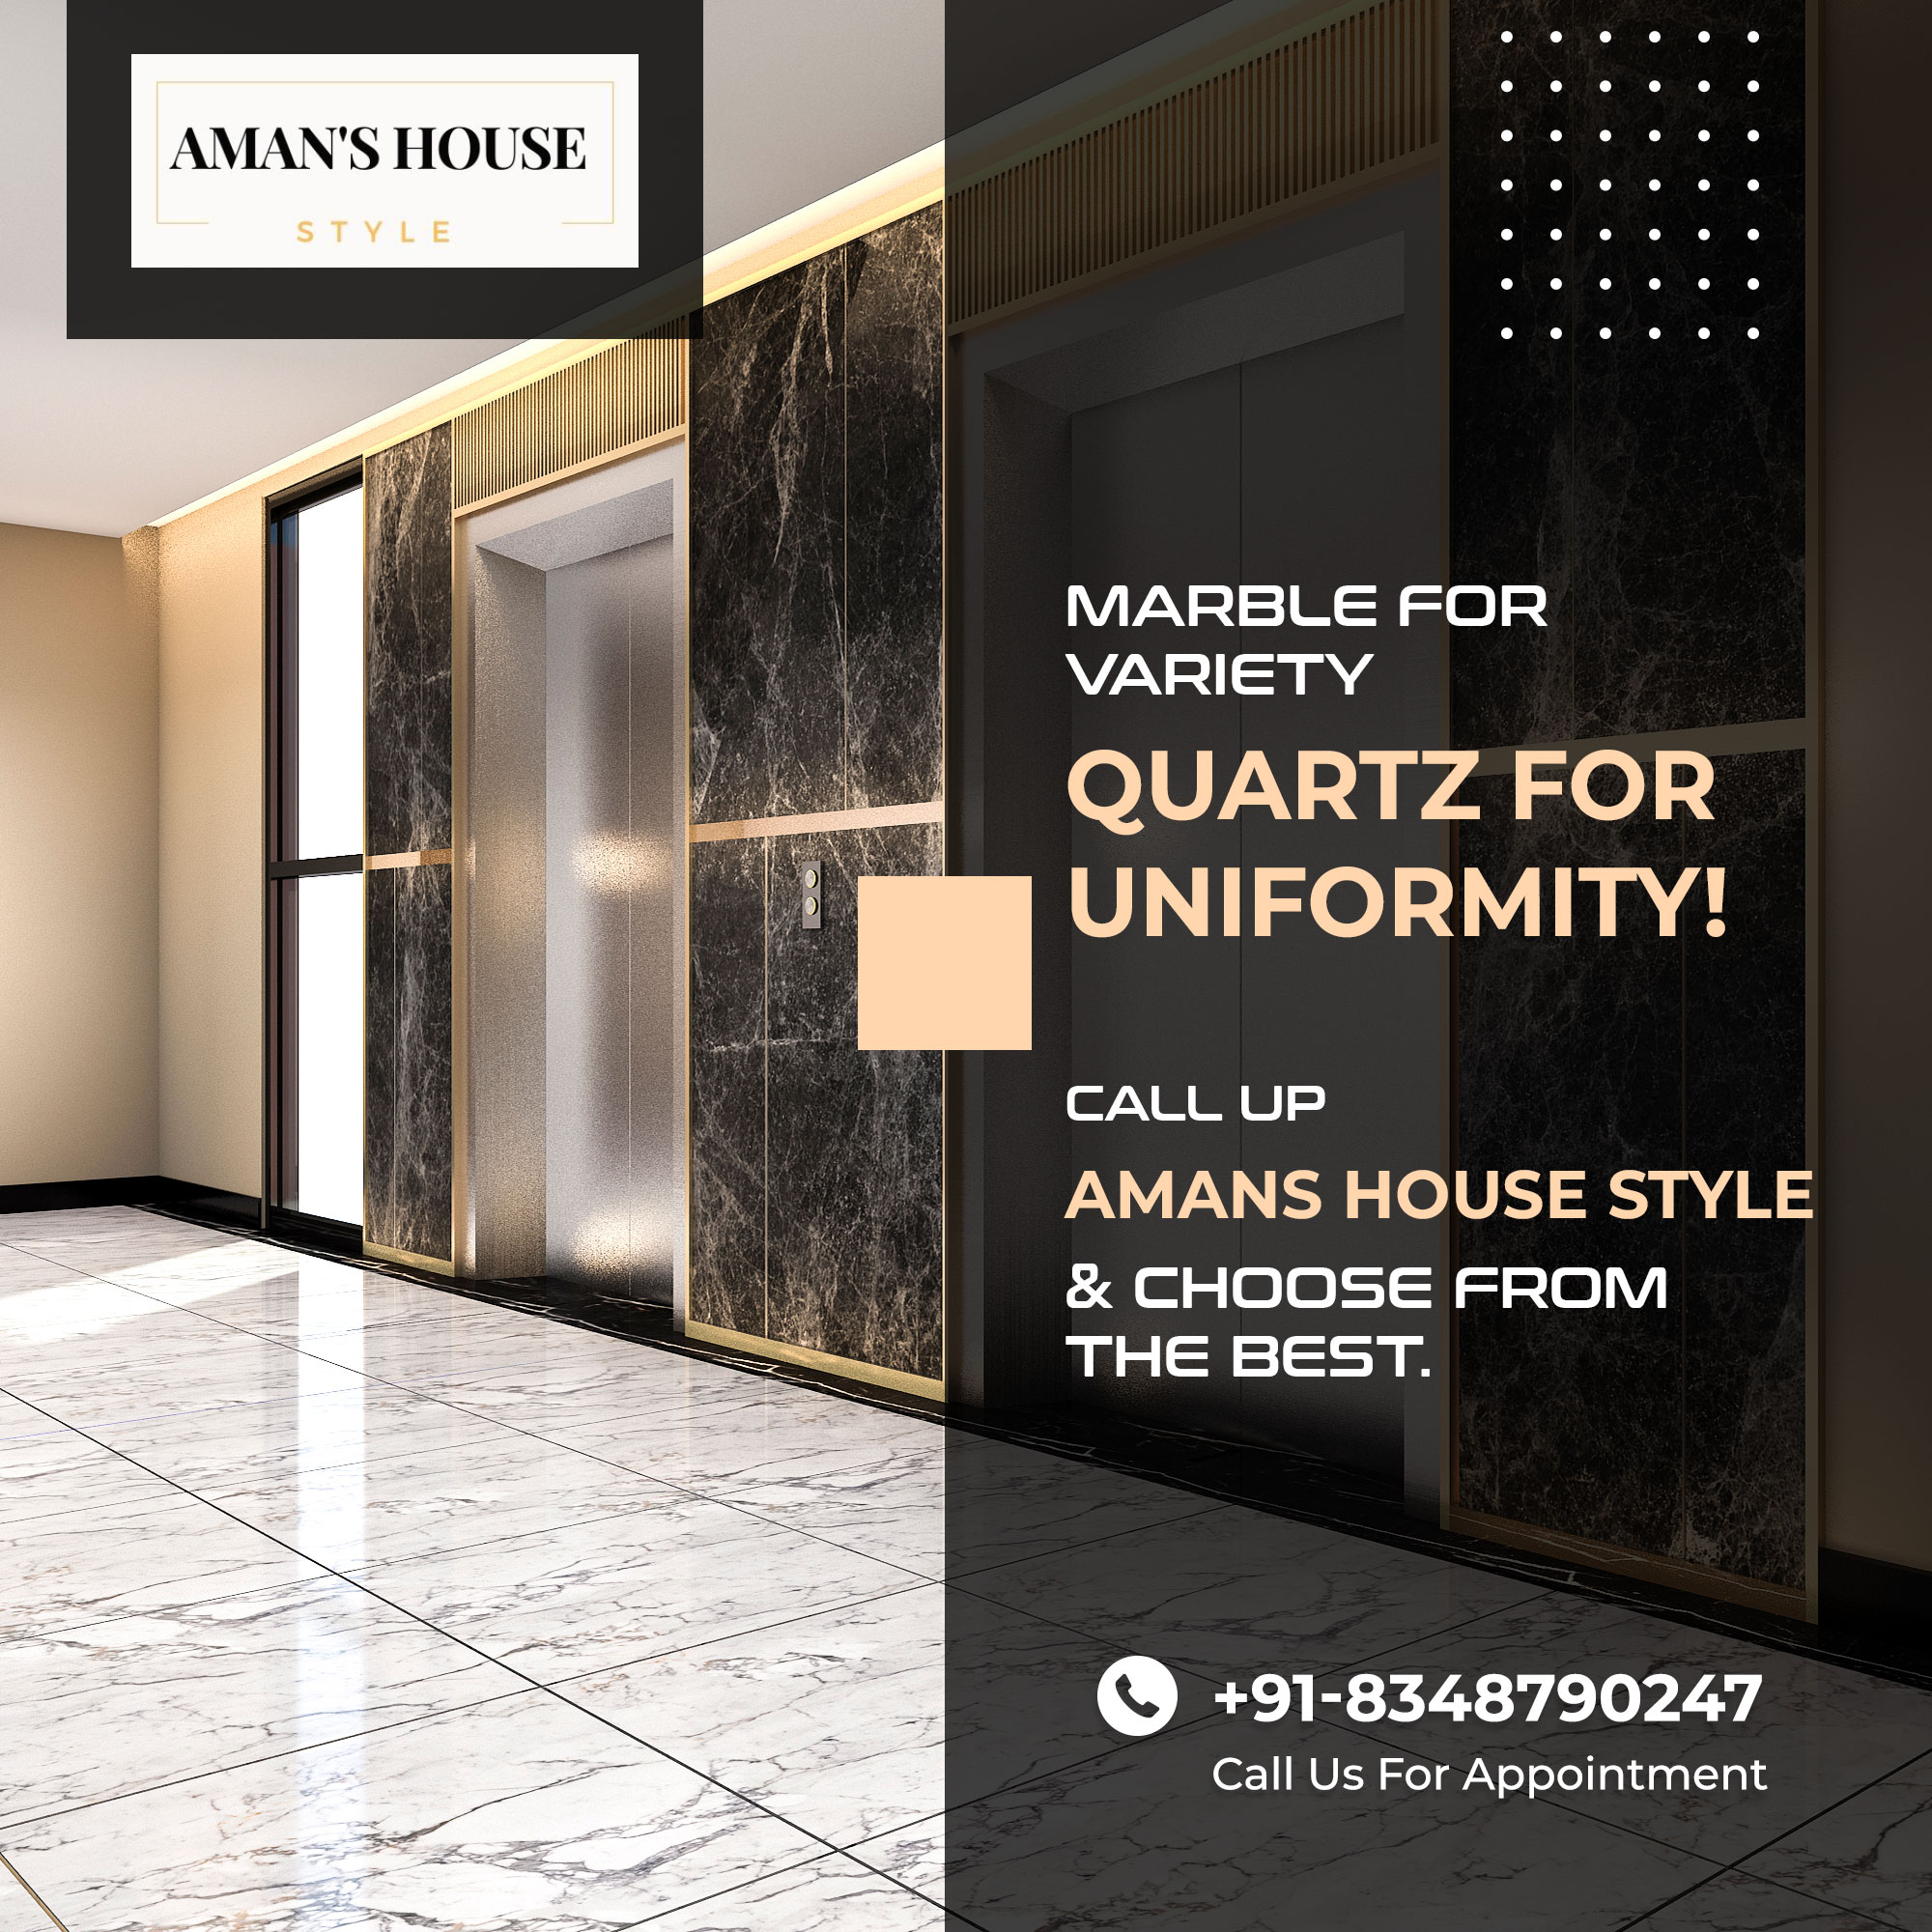 AMAN'S HOUSE
STYLE
MARBLE FOR
VARIETY
QUARTZ FOR
UNIFORMITY!
CALL UP
AMANS HOUSE STYLE
& CHOOSE FROM
THE BEST.
+91-8348790247
Call Us For Appointment